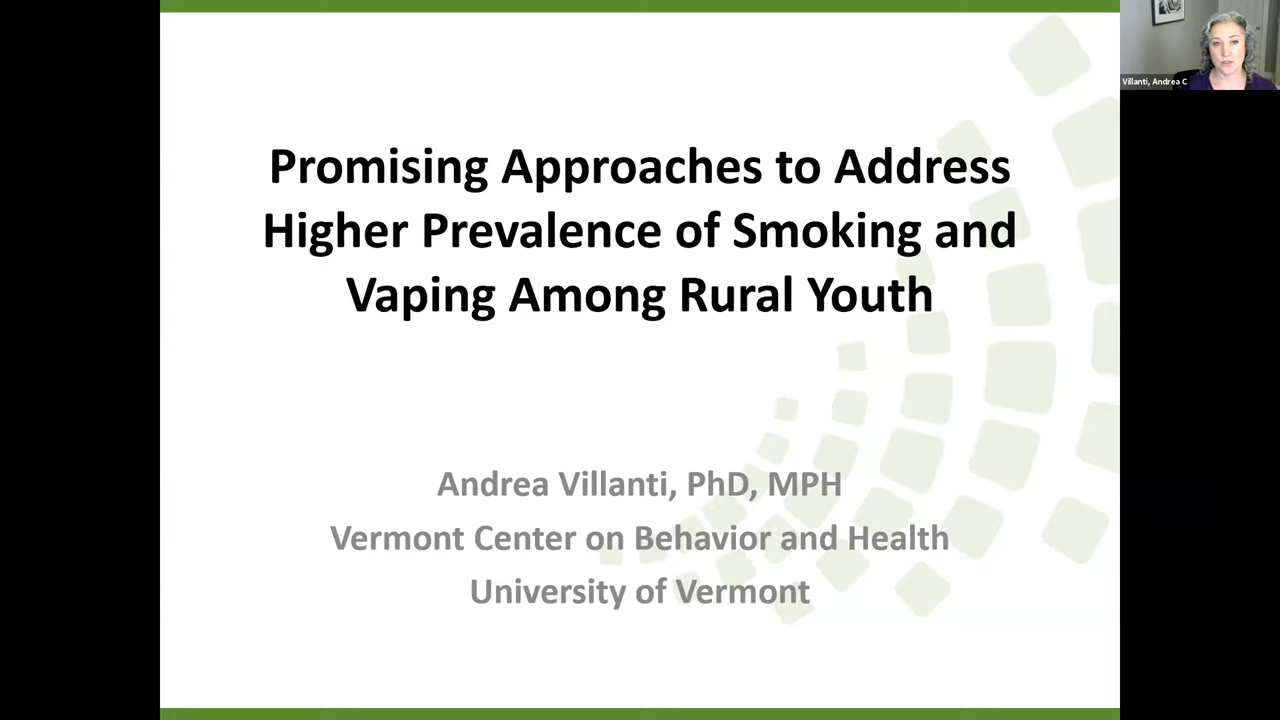 Promising Approaches to Address
Higher Prevalence of Smoking and
Vaping Among Rural Youth
Andrea Villanti, PhD, MPH
Vermont Center on Behavior and Health
University of Vermont
Villanti, Andrea C